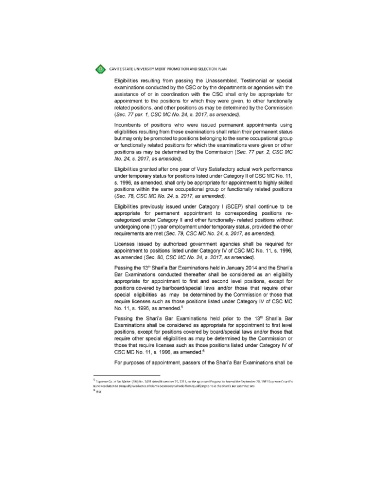 CAVITE STATE UNIVERSITY MERIT PROMOTION AND SELECTION PLAN
Eligibilities resulting from passing the Unassembled, Testimonial or special
examinations conducted by the CSC or by the departments or agencies with the
assistance of or in coordination with the CSC shall only be appropriate for
appointment to the positions for which they were given, to other functionally
related positions, and other positions as may be determined by the Commission
(Sec. 77 par. 1, CSC MC No. 24, s. 2017, as amended).
Incumbents of positions who were issued permanent appointments using
eligibilities resulting from these examinations shall retain their permanent status
but may only be promoted to positions belonging to the same occupational group
or functionally related positions for which the examinations were given or other
positions as may be determined by the Commission (Sec. 77 par. 2, CSC MC
No. 24, s. 2017, as amended).
Eligibilities granted after one year of Very Satisfactory actual work performance
under temporary status for positions listed under Category II of CSC MC No. 11,
s. 1996, as amended, shall only be appropriate for appointment to highly skilled
positions within the same occupational group or functionally related positions
(Sec. 78, CSC MC No. 24, s. 2017, as amended).
Eligibilities previously issued under Category I (SCEP) shall continue to be
appropriate for permanent appointment to corresponding positions re-
categorized under Category II and other functionally- related positions without
undergoing one (1) year employment under temporary status, provided the other
requirements are met (Sec. 79, CSC MC No. 24, s. 2017, as amended).
Licenses issued by authorized government agencies shall be required for
appointment to positions listed under Category IV of CSC MC No. 11, s. 1996,
as amended (Sec. 80, CSC MC No. 24, s. 2017, as amended).
Passing the 13th Shari'a Bar Examinations held in January 2014 and the Shari'a
Bar Examinations conducted thereafter shall be considered as an eligibility
appropriate for appointment to first and second level positions, except for
positions covered by bar/board/special laws and/or those that require other
special eligibilities as may be determined by the Commission or those that
require licenses such as those positions listed under Category IV of CSC MC
No. 11, s. 1996, as amended.
Passing the Shari'a Bar Examinations held prior to the 13th Shari'a Bar
Examinations shall be considered as appropriate for appointment to first level
positions, except for positions covered by board/special laws and/or those that
require other special eligibilities as may be determined by the Commission or
those that require licenses such as those positions listed under Category IV of
CSC MC No. 11, s. 1996, as amended.
For purposes of appointment, passers of the Shari'a Bar Examinations shall be